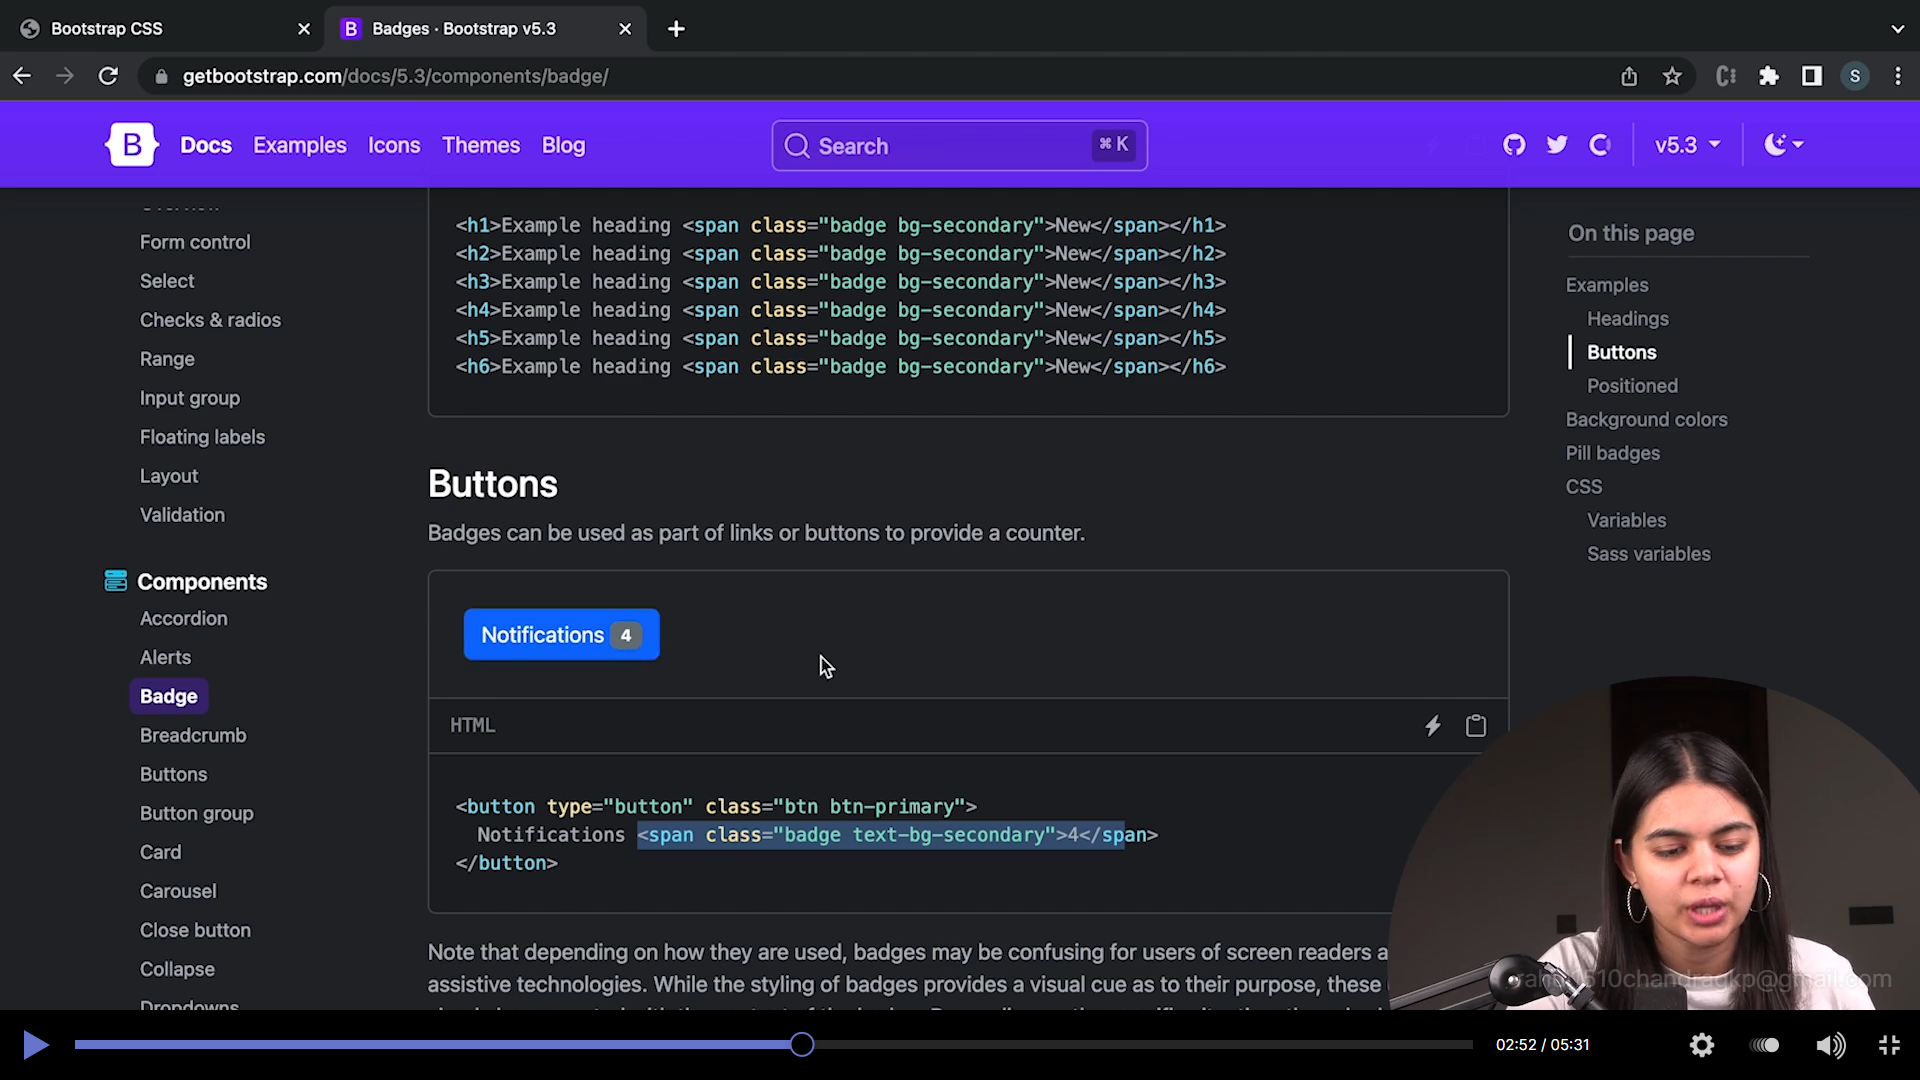 Bootstrap CSS
Badges · Bootstrap v5.3
getbootstrap.com/docs/5.3/components/badge/
S
B Docs Examples Icons Themes Blog
Search
⌘ K
v5.3
Form control
Select
Checks & radios
Range
Input group
Floating labels
Layout
Validation
Components
Accordion
Alerts
Badge
Breadcrumb
Buttons
Button group
Card
Carousel
Close button
Collapse
Dropdowns
<h1>Example heading <span class="badge bg-secondary">New</span></h1>
<h2>Example heading <span class="badge bg-secondary">New</span></h2>
<h3>Example heading <span class="badge bg-secondary">New</span></h3>
<h4>Example heading <span class="badge bg-secondary">New</span></h4>
<h5>Example heading <span class="badge bg-secondary">New</span></h5>
<h6>Example heading <span class="badge bg-secondary">New</span></h6>
Buttons
Badges can be used as part of links or buttons to provide a counter.
Notifications 4
HTML
<button type="button" class="btn btn-primary">
Notifications <span class="badge text-bg-secondary">4</span>
</button>
Note that depending on how they are used, badges may be confusing for users of screen readers a
assistive technologies. While the styling of badges provides a visual cue as to their purpose, these
On this page
Examples
Headings
Buttons
Positioned
Background colors
Pill badges
CSS
Variables
Sass variables
02:52 / 05:31